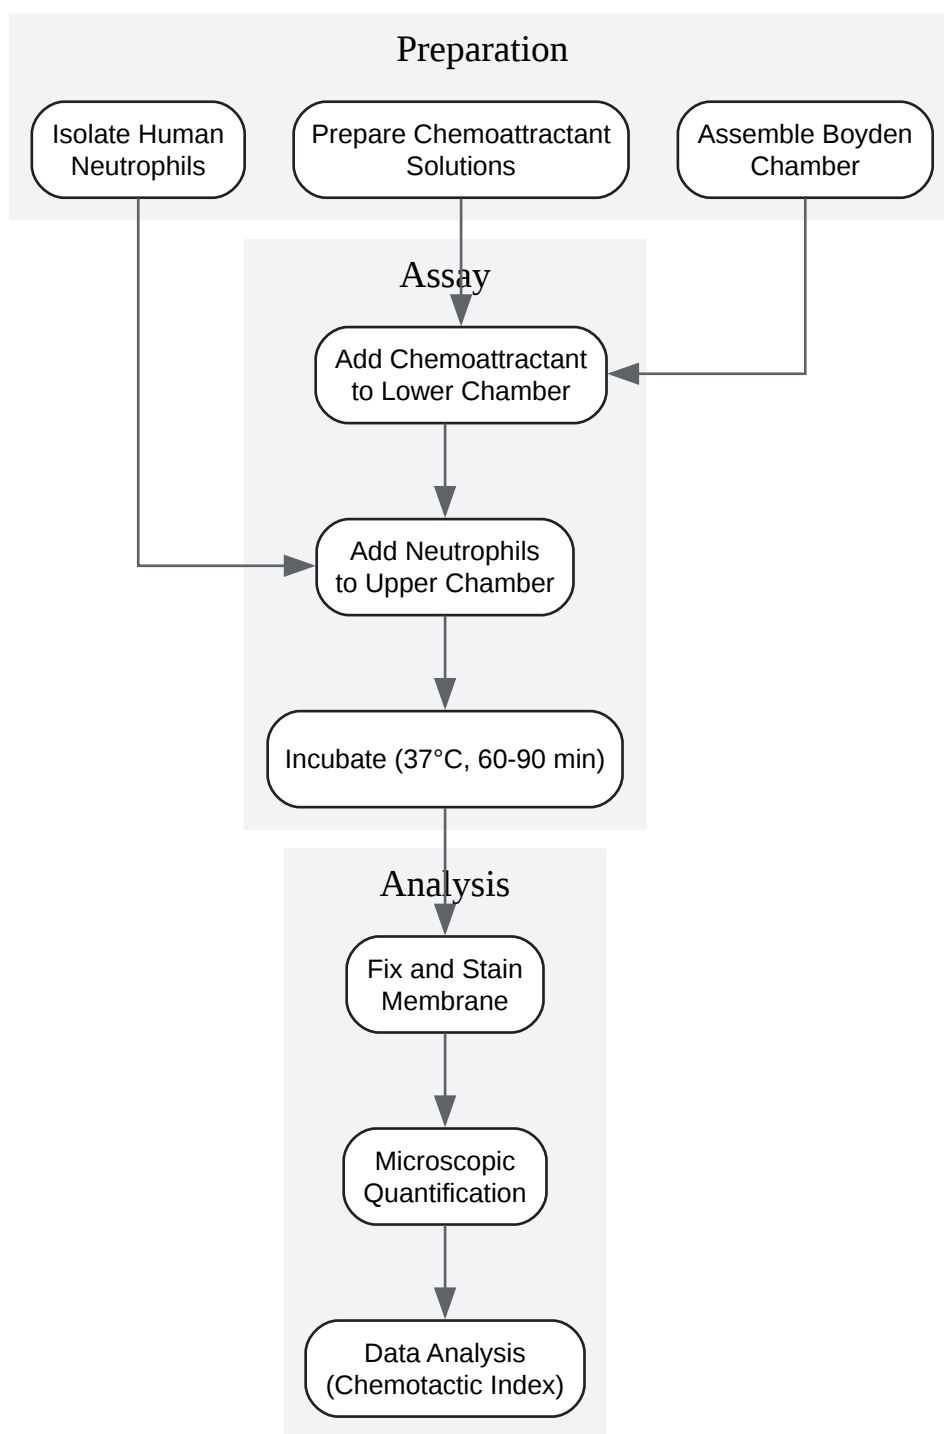 Preparation
Isolate Human
Neutrophils
Prepare Chemoattractant
Solutions
Assemble Boyden
Chamber
Assay
Add Chemoattractant
to Lower Chamber
Add Neutrophils
to Upper Chamber
Incubate (37°C, 60-90 min)
Analysis
Fix and Stain
Membrane
Microscopic
Quantification
Data Analysis
(Chemotactic Index)